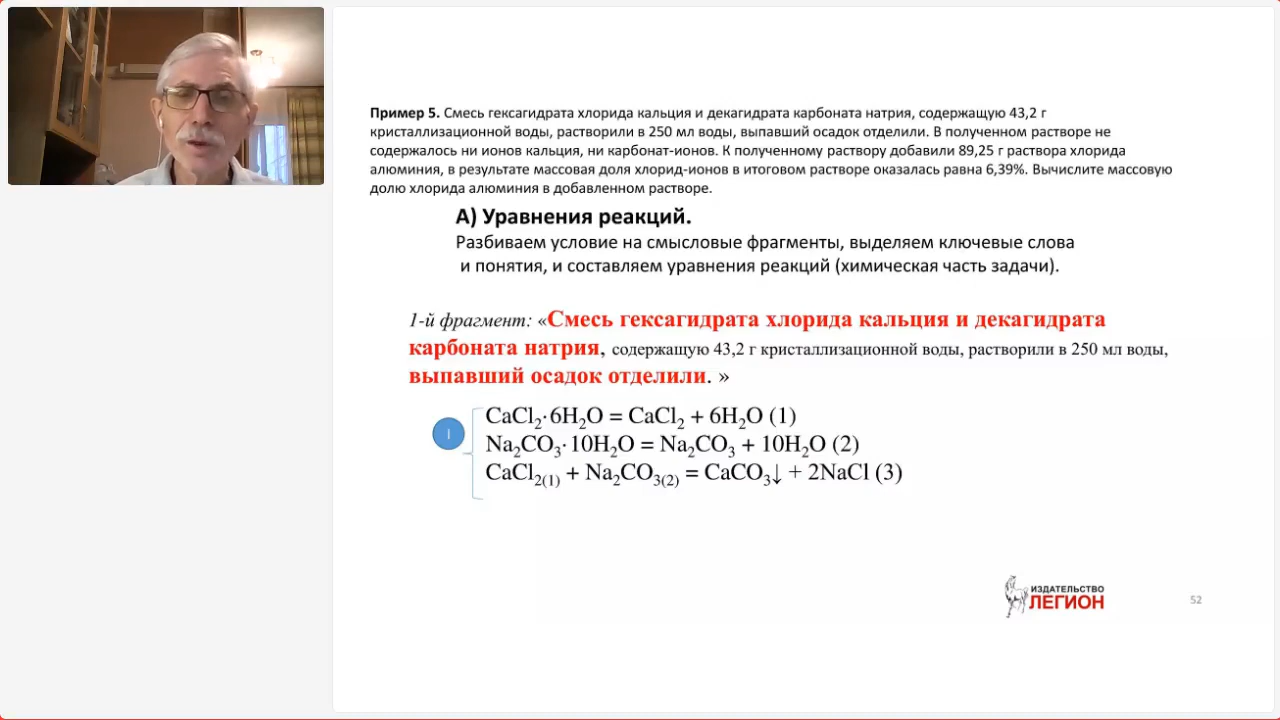 Пример 5. Смесь гексагидрата хлорида кальция и декагидрата карбоната натрия, содержащую 43,2 г
кристаллизационной воды, растворили в 250 мл воды, выпавший осадок отделили. В полученном растворе не
содержалось ни ионов кальция, ни карбонат-ионов. К полученному раствору добавили 89,25 г раствора хлорида
алюминия, в результате массовая доля хлорид-ионов в итоговом растворе оказалась равна 6,39%. Вычислите массовую
долю хлорида алюминия в добавленном растворе.
А) Уравнения реакций.
Разбиваем условие на смысловые фрагменты, выделяем ключевые слова
и понятия, и составляем уравнения реакций (химическая часть задачи).
1-й фрагмент: «Смесь гексагидрата хлорида кальция и декагидрата
карбоната натрия, содержащую 43,2 г кристаллизационной воды, растворили в 250 мл воды,
выпавший осадок отделили. »
CaCl₂·6H₂O = CaCl₂ + 6H₂O (1)
I
Na₂CO₃·10H₂O = Na₂CO₃ + 10H₂O (2)
CaCl₂₍₁₎ + Na₂CO₃₍₂₎ = CaCO₃↓ + 2NaCl (3)
ИЗДАТЕЛЬСТВО
ЛЕГИОН
52